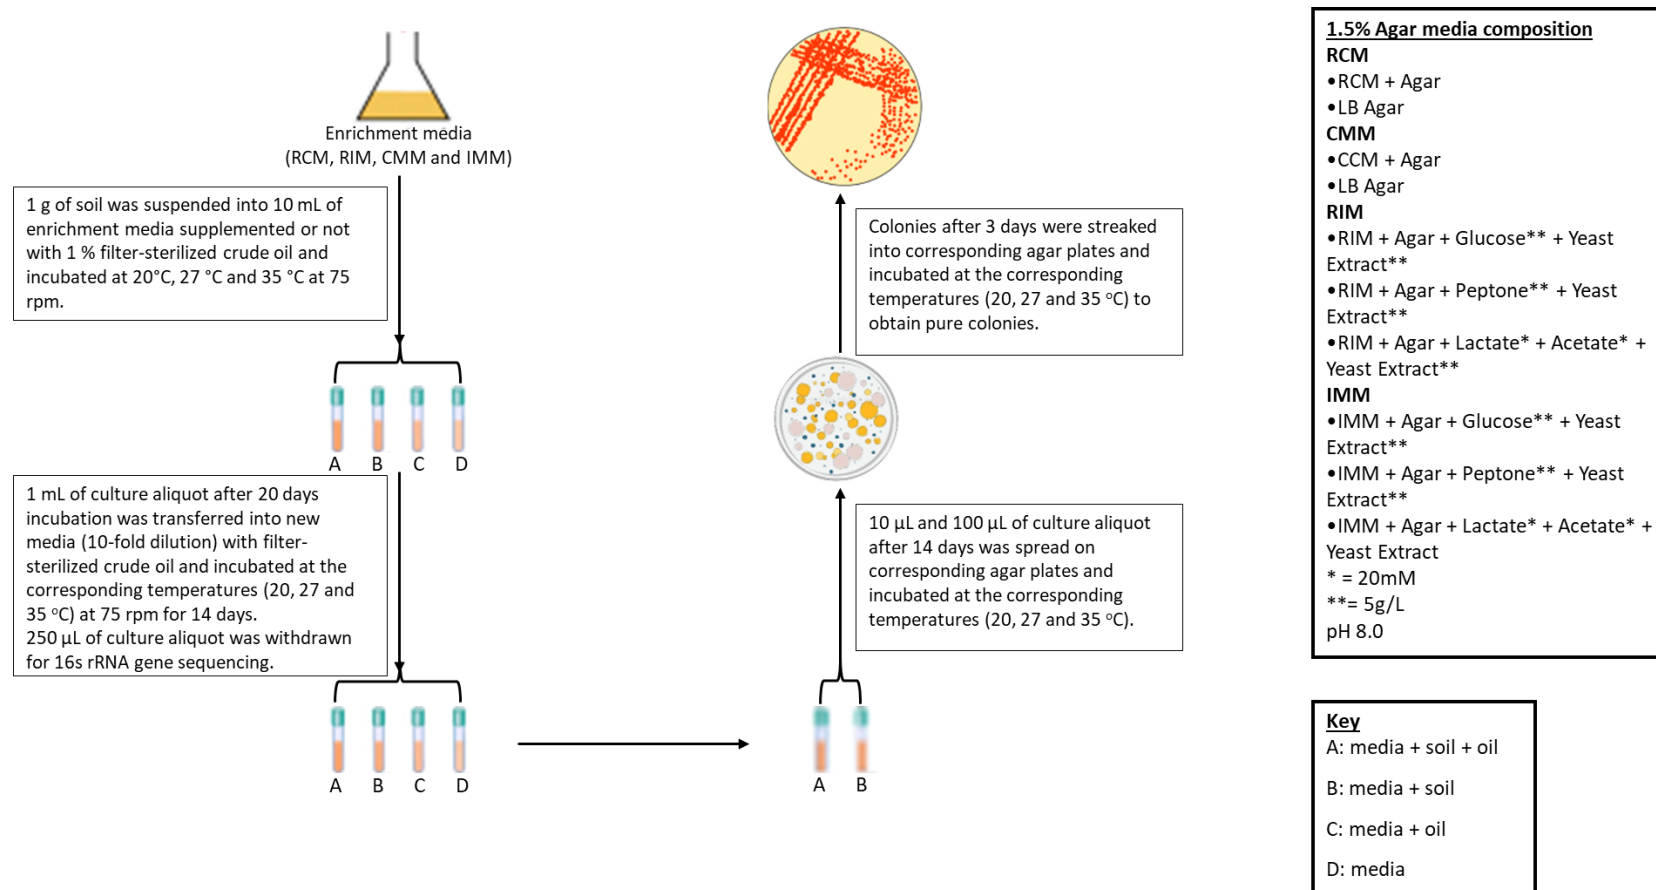 Enrichment media
(RCM, RIM, CMM and IMM)
1 g of soil was suspended into 10 mL of
enrichment media supplemented or not
with 1 % filter-sterilized crude oil and
incubated at 20°C, 27 °C and 35 °C at 75
rpm.
A B C D
1 mL of culture aliquot after 20 days
incubation was transferred into new
media (10-fold dilution) with filter-
sterilized crude oil and incubated at the
corresponding temperatures (20, 27 and
35 °C) at 75 rpm for 14 days.
250 µL of culture aliquot was withdrawn
for 16s rRNA gene sequencing.
A B C D
A B
10 µL and 100 µL of culture aliquot
after 14 days was spread on
corresponding agar plates and
incubated at the corresponding
temperatures (20, 27 and 35 °C).
Colonies after 3 days were streaked
into corresponding agar plates and
incubated at the corresponding
temperatures (20, 27 and 35 °C) to
obtain pure colonies.
1.5% Agar media composition
RCM
•RCM + Agar
•LB Agar
CMM
•CCM + Agar
•LB Agar
RIM
•RIM + Agar + Glucose** + Yeast
Extract**
•RIM + Agar + Peptone** + Yeast
Extract**
•RIM + Agar + Lactate* + Acetate* +
Yeast Extract**
IMM
•IMM + Agar + Glucose** + Yeast
Extract**
•IMM + Agar + Peptone** + Yeast
Extract**
•IMM + Agar + Lactate* + Acetate* +
Yeast Extract
* = 20mM
**= 5g/L
pH 8.0
Key
A: media + soil + oil
B: media + soil
C: media + oil
D: media